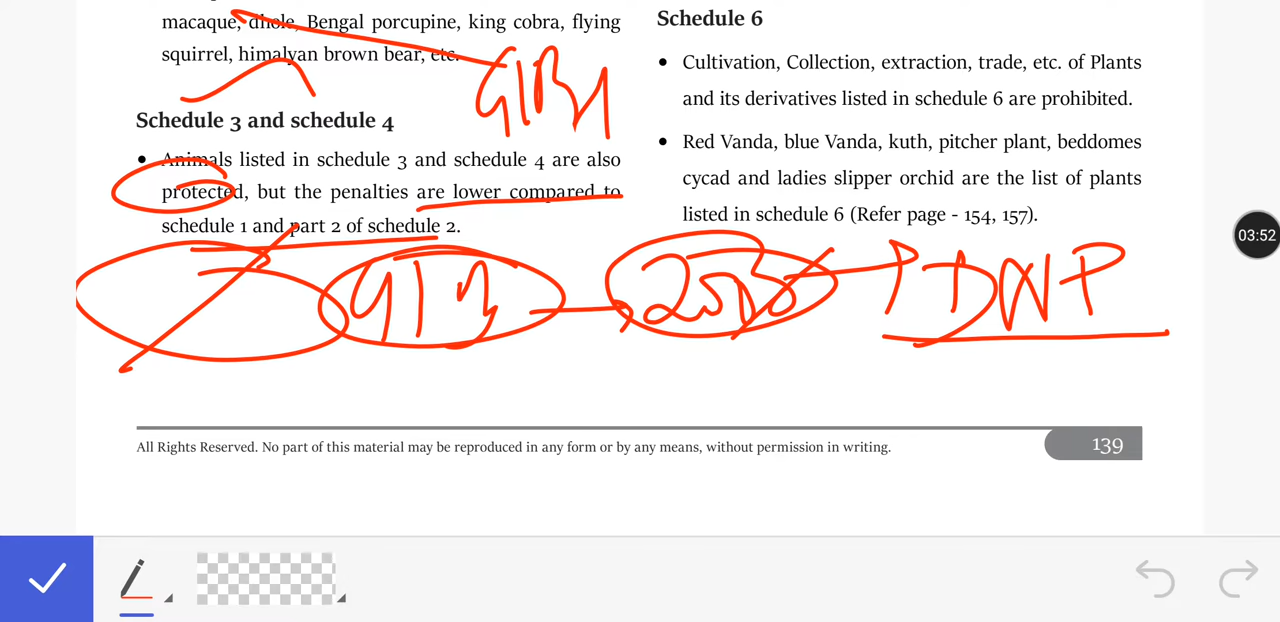 macaque, dhole, Bengal porcupine, king cobra, flying
squirrel, himalyan brown bear, etc.
Schedule 3 and schedule 4
• Animals listed in schedule 3 and schedule 4 are also
protected, but the penalties are lower compared to
schedule 1 and part 2 of schedule 2.
Schedule 6
• Cultivation, Collection, extraction, trade, etc. of Plants
and its derivatives listed in schedule 6 are prohibited.
• Red Vanda, blue Vanda, kuth, pitcher plant, beddomes
cycad and ladies slipper orchid are the list of plants
listed in schedule 6 (Refer page - 154, 157).
DNP
All Rights Reserved. No part of this material may be reproduced in any form or by any means, without permission in writing.
139
03:52